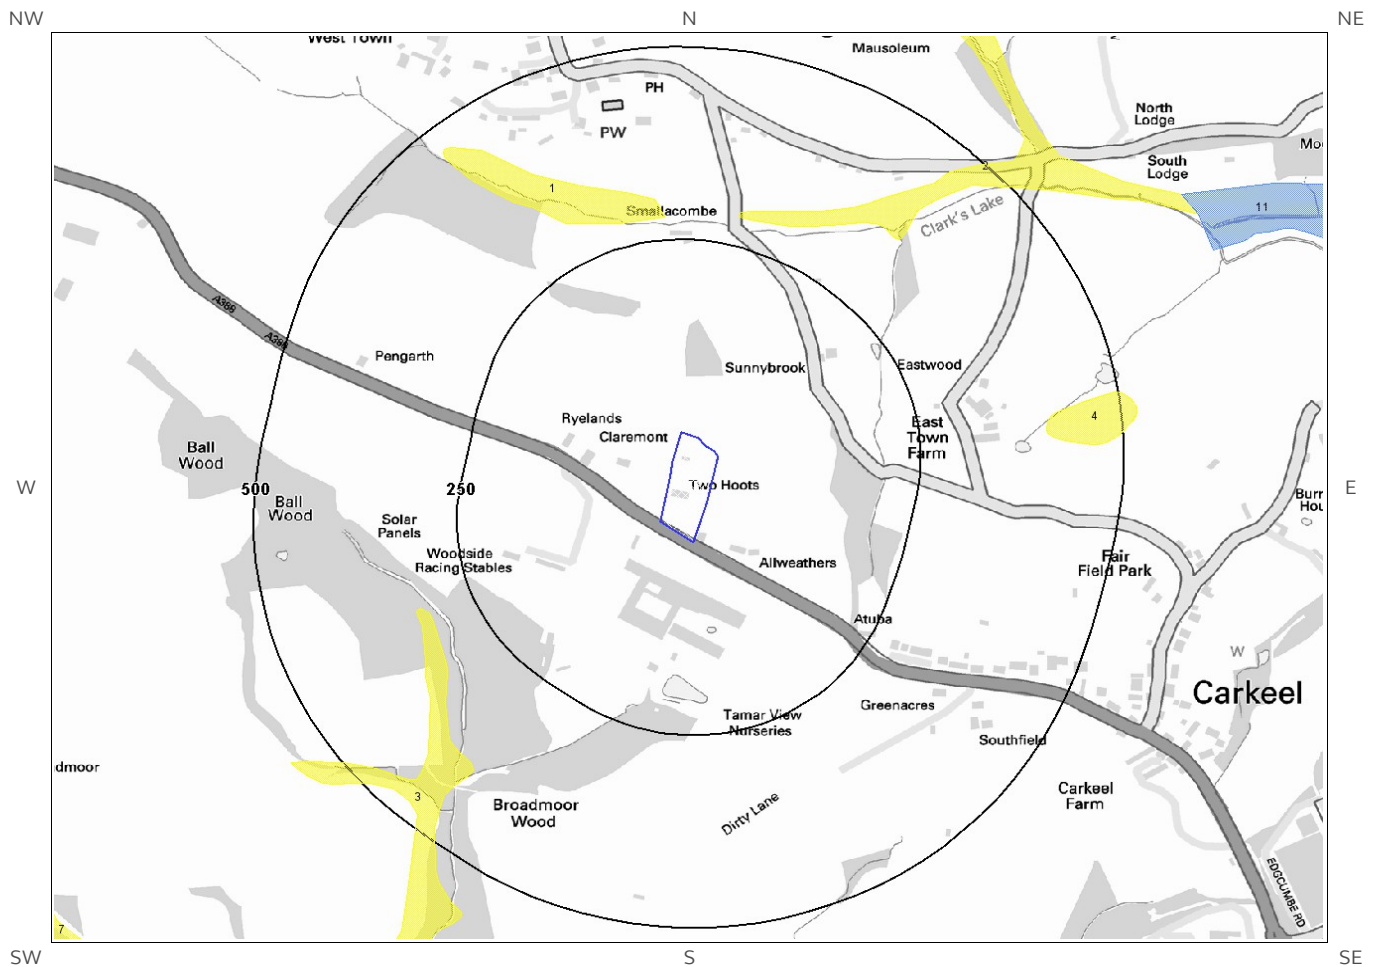 NW
N
NE
West Town
Mausoleum
PH
PW
North
Lodge
South
Lodge
1
2
Smallacombe
Clark's Lake
11
A388
A388
Pengarth
Sunnybrook
Eastwood
Ryelands
Claremont
East
Town
Farm
4
Ball
Wood
W
500
250
Two Hoots
E
Ball
Wood
Solar
Panels
Woodside
Racing Stables
Allweathers
Fair
Field Park
Atuba
W
Carkeel
Greenacres
Tamar View
Nurseries
Southfield
dmoor
3
Broadmoor
Wood
Dirty Lane
Carkeel
Farm
EDGCUMBE RD
7
SW
S
SE